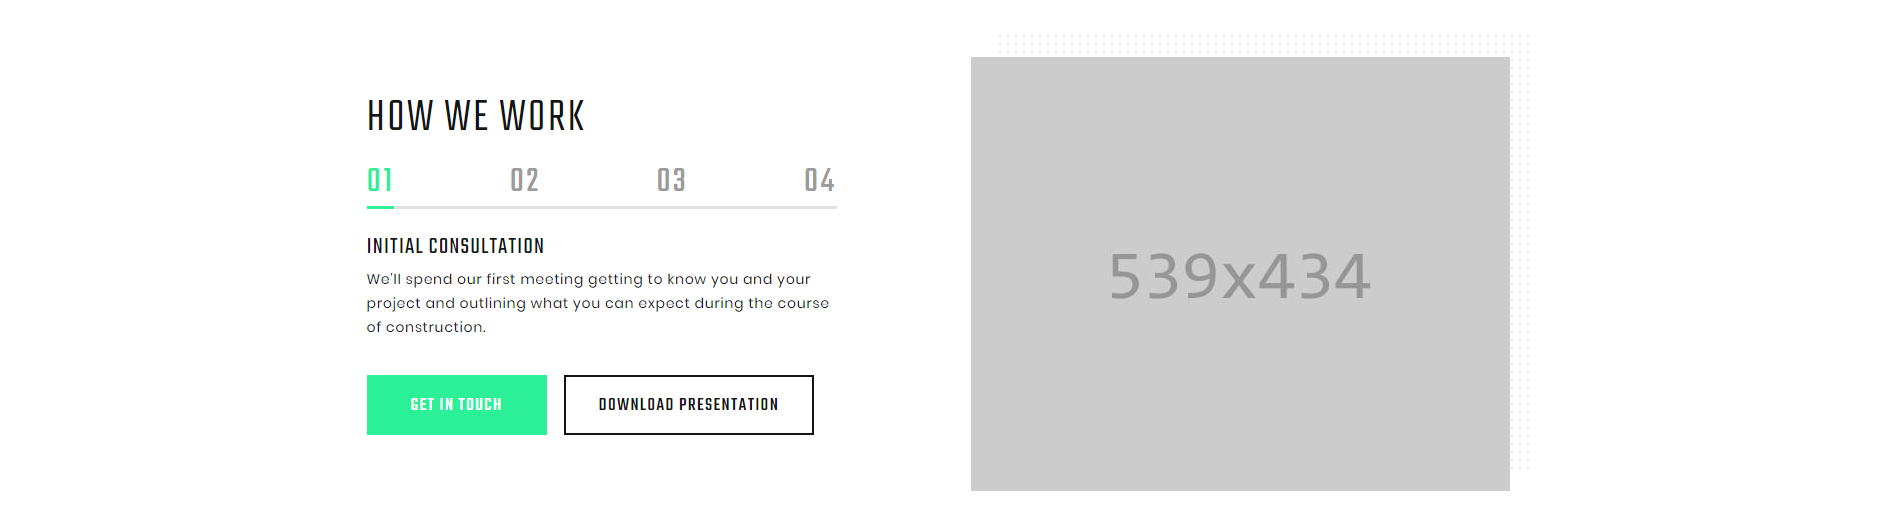 HOW WE WORK
01 02 03 04
INITIAL CONSULTATION
We'll spend our first meeting getting to know you and your
project and outlining what you can expect during the course
of construction.
GET IN TOUCH DOWNLOAD PRESENTATION
539x434